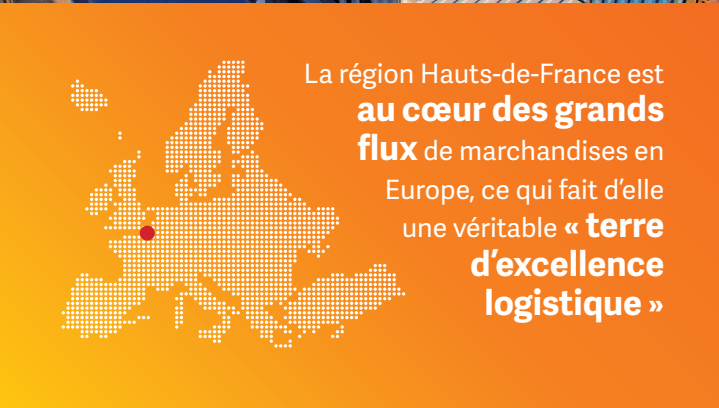 La région Hauts-de-France est
au cœur des grands
flux de marchandises en
Europe, ce qui fait d’elle
une véritable « terre
d’excellence
logistique »